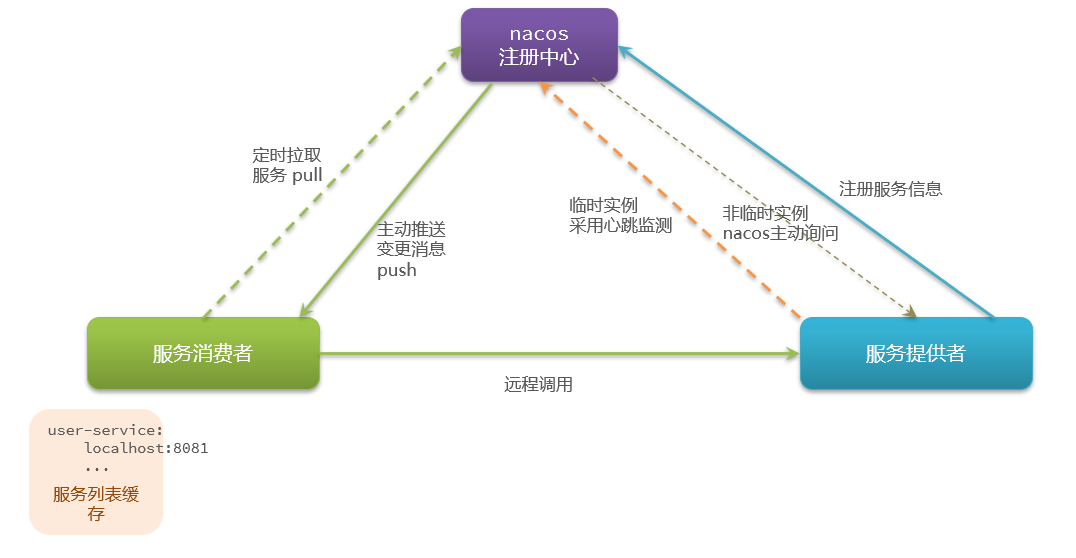 nacos
注册中心
定时拉取
服务 pull
主动推送
变更消息
push
临时实例
采用心跳监测
非临时实例
nacos主动询问
注册服务信息
服务消费者
服务提供者
远程调用
user-service:
localhost:8081
...
服务列表缓
存